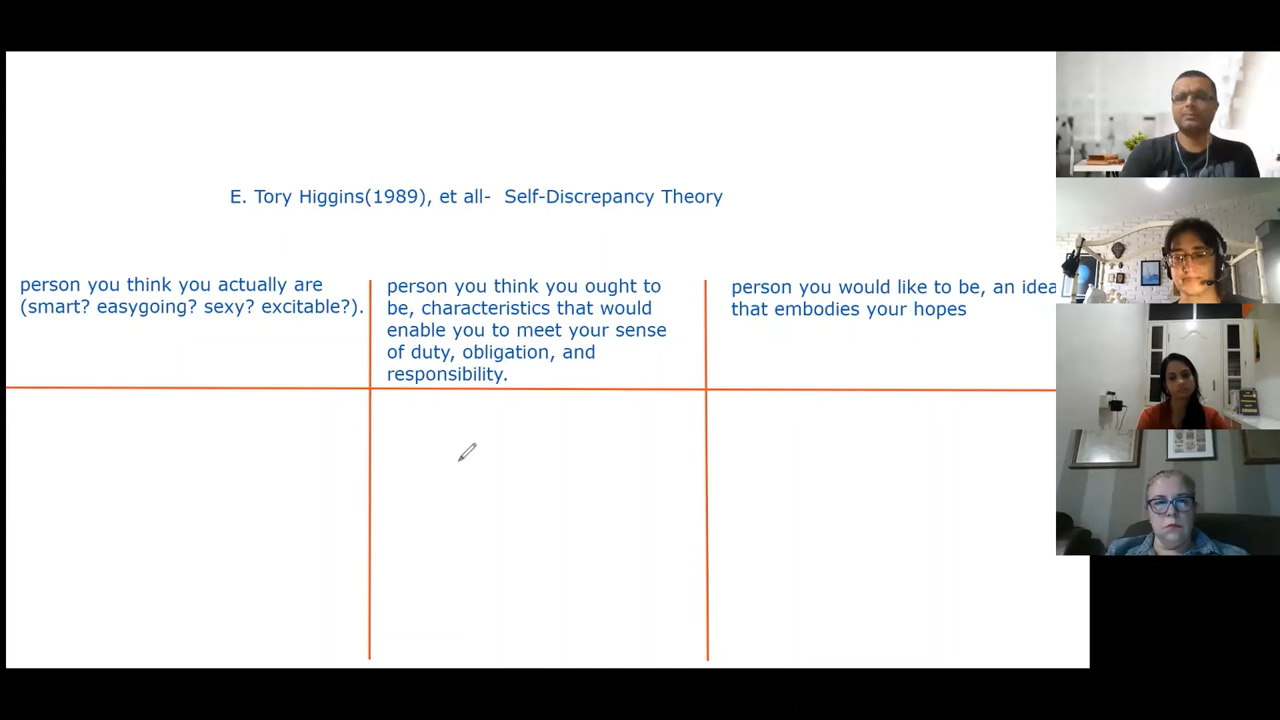 E. Tory Higgins(1989), et all-  Self-Discrepancy Theory
person you think you actually are
(smart? easygoing? sexy? excitable?).
person you think you ought to
be, characteristics that would
enable you to meet your sense
of duty, obligation, and
responsibility.
person you would like to be, an idea
that embodies your hopes